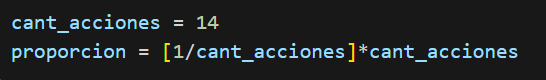 cant_acciones = 14
proporcion = [1/cant_acciones]*cant_acciones